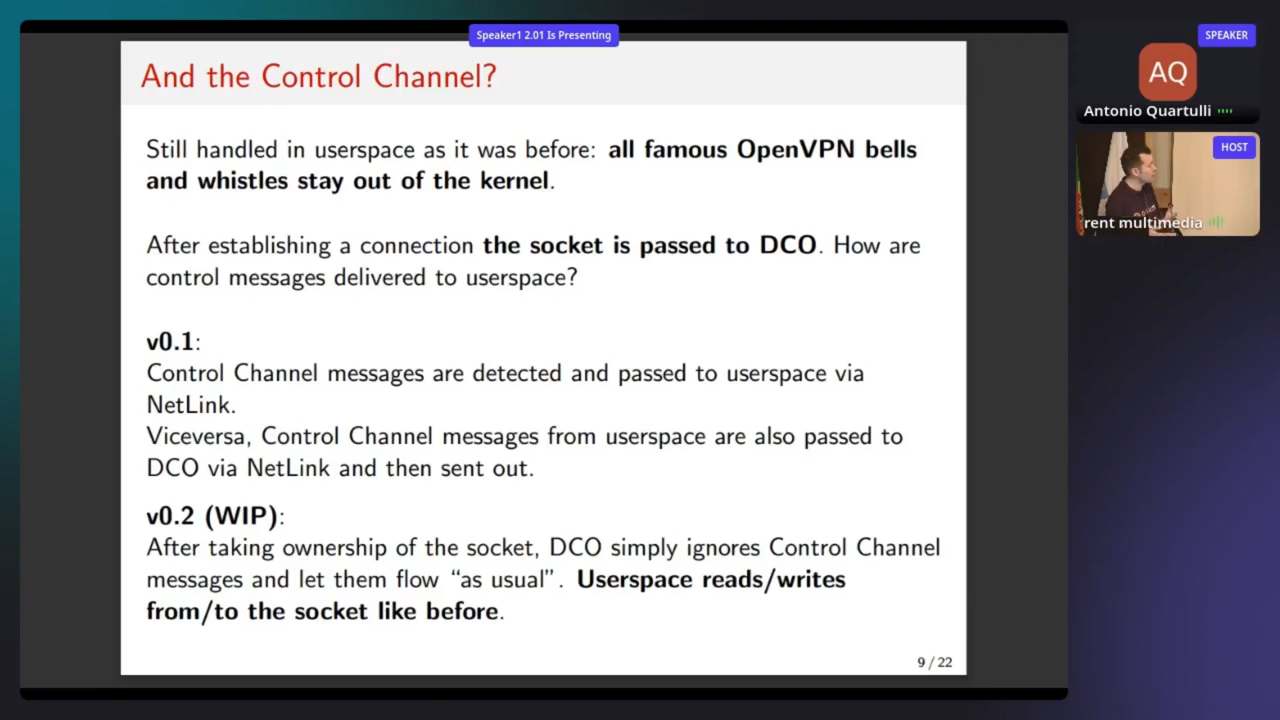 Speaker1 2.01 Is Presenting
And the Control Channel?
Still handled in userspace as it was before: all famous OpenVPN bells
and whistles stay out of the kernel.
After establishing a connection the socket is passed to DCO. How are
control messages delivered to userspace?
v0.1:
Control Channel messages are detected and passed to userspace via
NetLink.
Viceversa, Control Channel messages from userspace are also passed to
DCO via NetLink and then sent out.
v0.2 (WIP):
After taking ownership of the socket, DCO simply ignores Control Channel
messages and let them flow “as usual”. Userspace reads/writes
from/to the socket like before.
9 / 22
SPEAKER
AQ
Antonio Quartulli
HOST
rent multimedia